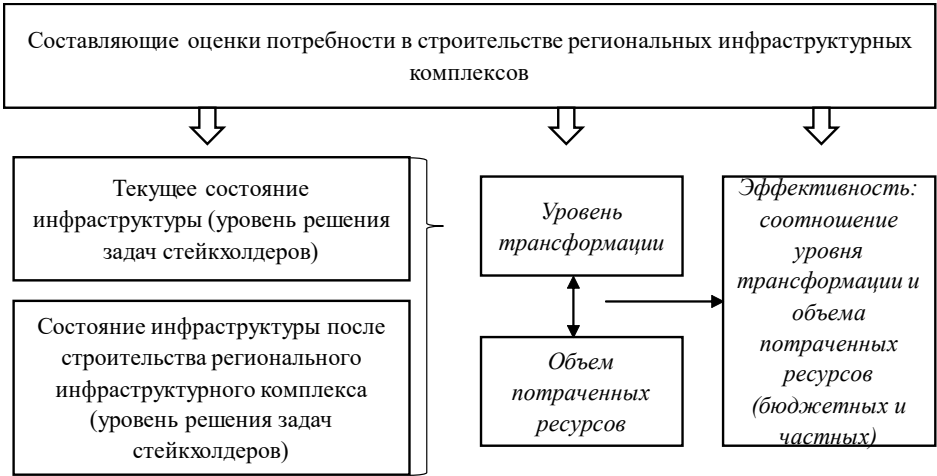 Составляющие оценки потребности в строительстве региональных инфраструктурных
комплексов
Текущее состояние
инфраструктуры (уровень решения
задач стейкхолдеров)
Состояние инфраструктуры после
строительства регионального
инфраструктурного комплекса
(уровень решения задач
стейкхолдеров)
Уровень
трансформации
Объем
потраченных
ресурсов
Эффективность:
соотношение
уровня
трансформации и
объема
потраченных
ресурсов
(бюджетных и
частных)